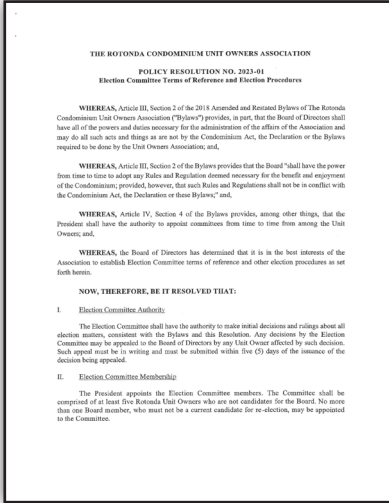 THE ROTONDA CONDOMINIUM UNIT OWNERS ASSOCIATION
POLICY RESOLUTION NO. 2023-01
Election Committee Terms of Reference and Election Procedures
WHEREAS, Article III, Section 2 of the 2018 Amended and Restated Bylaws of The Rotonda
Condominium Unit Owners Association ("Bylaws") provides, in part, that the Board of Directors shall
have all of the powers and duties necessary for the administration of the affairs of the Association and
may do all such acts and things as are not by the Condominium Act, the Declaration or the Bylaws
required to be done by the Unit Owners Association; and,
WHEREAS, Article III, Section 2 of the Bylaws provides that the Board "shall have the power
from time to time to adopt any Rules and Regulation deemed necessary for the benefit and enjoyment
of the Condominium; provided, however, that such Rules and Regulations shall not be in conflict with
the Condominium Act, the Declaration or these Bylaws;" and,
WHEREAS, Article IV, Section 4 of the Bylaws provides, among other things, that the
President shall have the authority to appoint committees from time to time from among the Unit
Owners; and,
WHEREAS, the Board of Directors has determined that it is in the best interests of the
Association to establish Election Committee terms of reference and other election procedures as set
forth herein.
NOW, THEREFORE, BE IT RESOLVED THAT:
I. Election Committee Authority
The Election Committee shall have the authority to make initial decisions and rulings about all
election matters, consistent with the Bylaws and this Resolution. Any decisions by the Election
Committee may be appealed to the Board of Directors by any Unit Owner affected by such decision.
Such appeal must be in writing and must be submitted within five (5) days of the issuance of the
decision being appealed.
II. Election Committee Membership
The President appoints the Election Committee members. The Committee shall be
comprised of at least five Rotonda Unit Owners who are not candidates for the Board. No more
than one Board member, who must not be a current candidate for re-election, may be appointed
to the Committee.